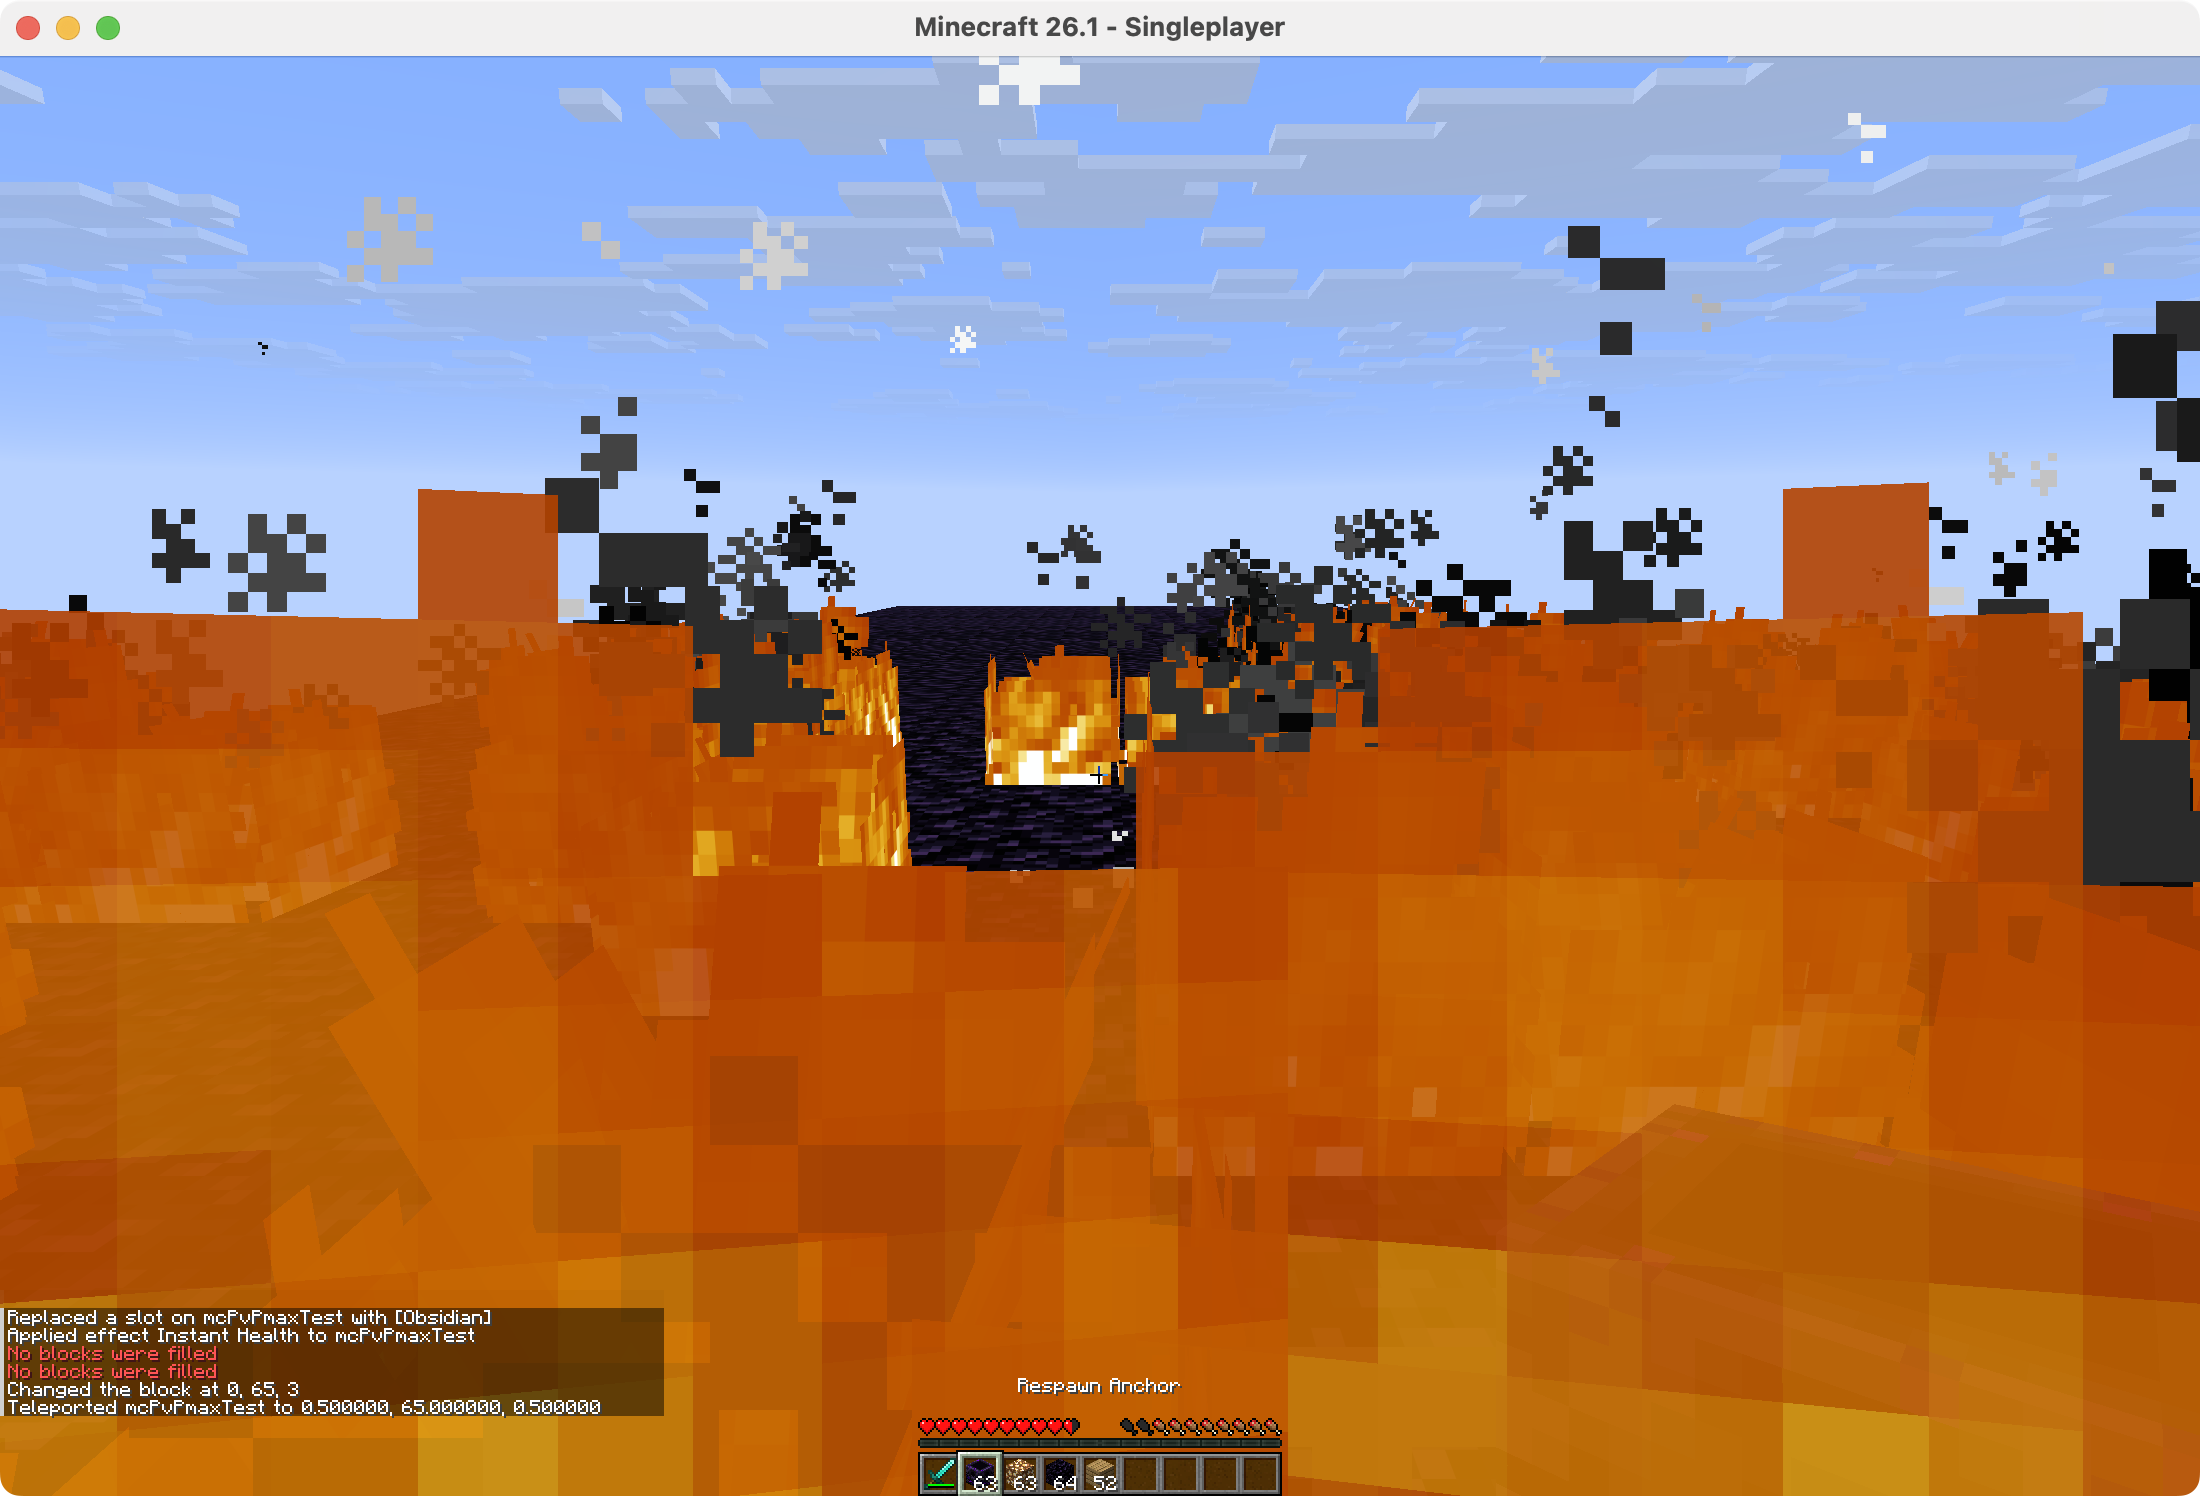 Minecraft 26.1 - Singleplayer
Replaced a slot on mcPvPmaxTest with [Obsidian]
Applied effect Instant Health to mcPvPmaxTest
No blocks were filled
No blocks were filled
Changed the block at 0, 65, 3
Teleported mcPvPmaxTest to 0.500000, 65.000000, 0.500000
Respawn Anchor
63 63 64 52